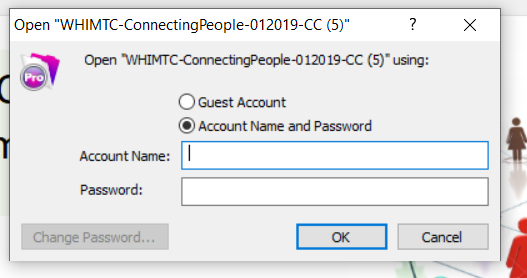 Open "WHIMTC-ConnectingPeople-012019-CC (5)"
?
Open "WHIMTC-ConnectingPeople-012019-CC (5)" using:
Pro
Guest Account
Account Name and Password
Account Name:
Password:
Change Password...
OK
Cancel